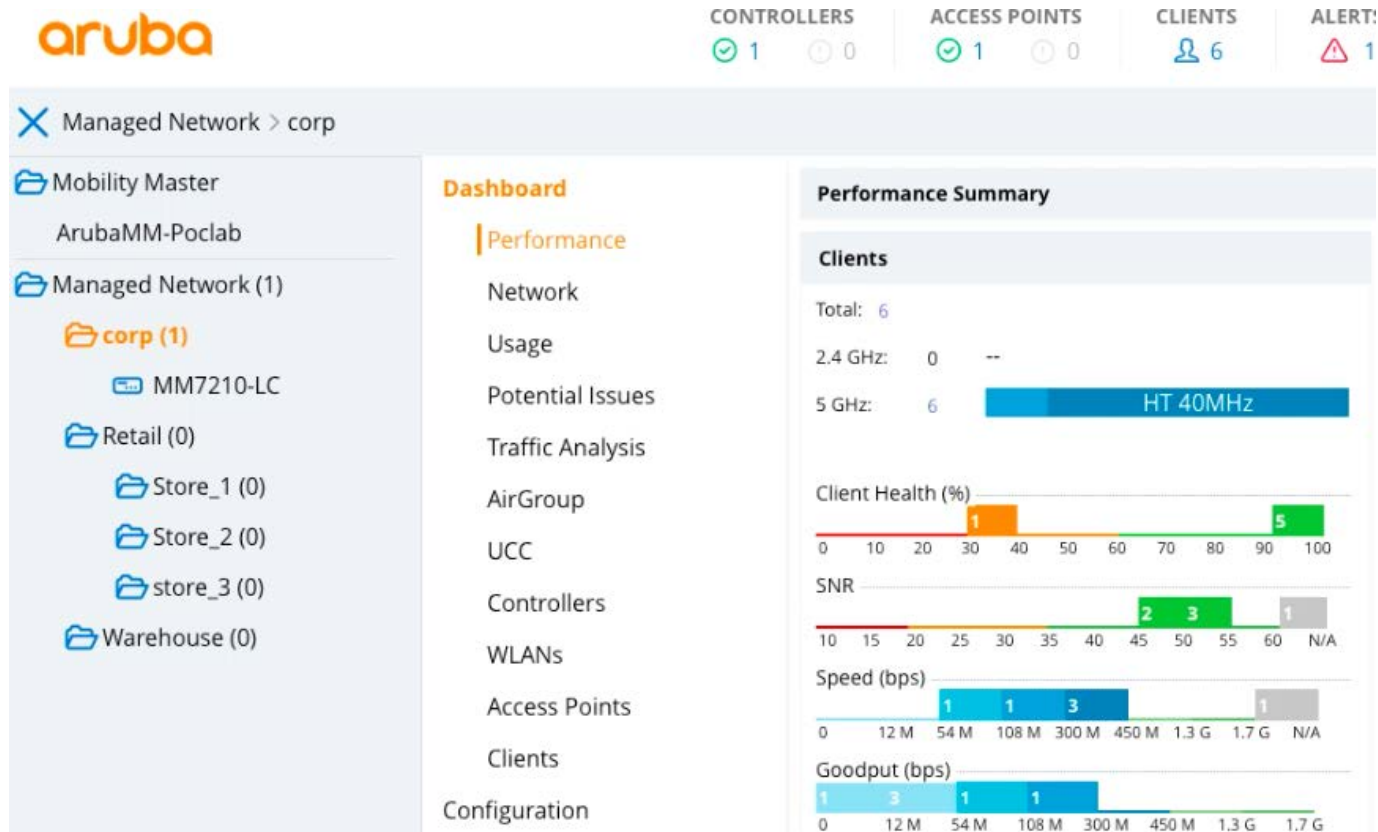 aruba
CONTROLLERS ACCESS POINTS CLIENTS ALERTS
1 0 1 0 6 1
Managed Network > corp
Mobility Master
ArubaMM-Poclab
Managed Network (1)
corp (1)
MM7210-LC
Retail (0)
Store_1 (0)
Store_2 (0)
store_3 (0)
Warehouse (0)
Dashboard
Performance
Network
Usage
Potential Issues
Traffic Analysis
AirGroup
UCC
Controllers
WLANs
Access Points
Clients
Configuration
Performance Summary
Clients
Total: 6
2.4 GHz: 0 --
5 GHz: 6 HT 40MHz
Client Health (%)
1 5
0 10 20 30 40 50 60 70 80 90 100
SNR
2 3 1
10 15 20 25 30 35 40 45 50 55 60 N/A
Speed (bps)
1 1 3 1
0 12 M 54 M 108 M 300 M 450 M 1.3 G 1.7 G N/A
Goodput (bps)
1 3 1 1
0 12 M 54 M 108 M 300 M 450 M 1.3 G 1.7 G